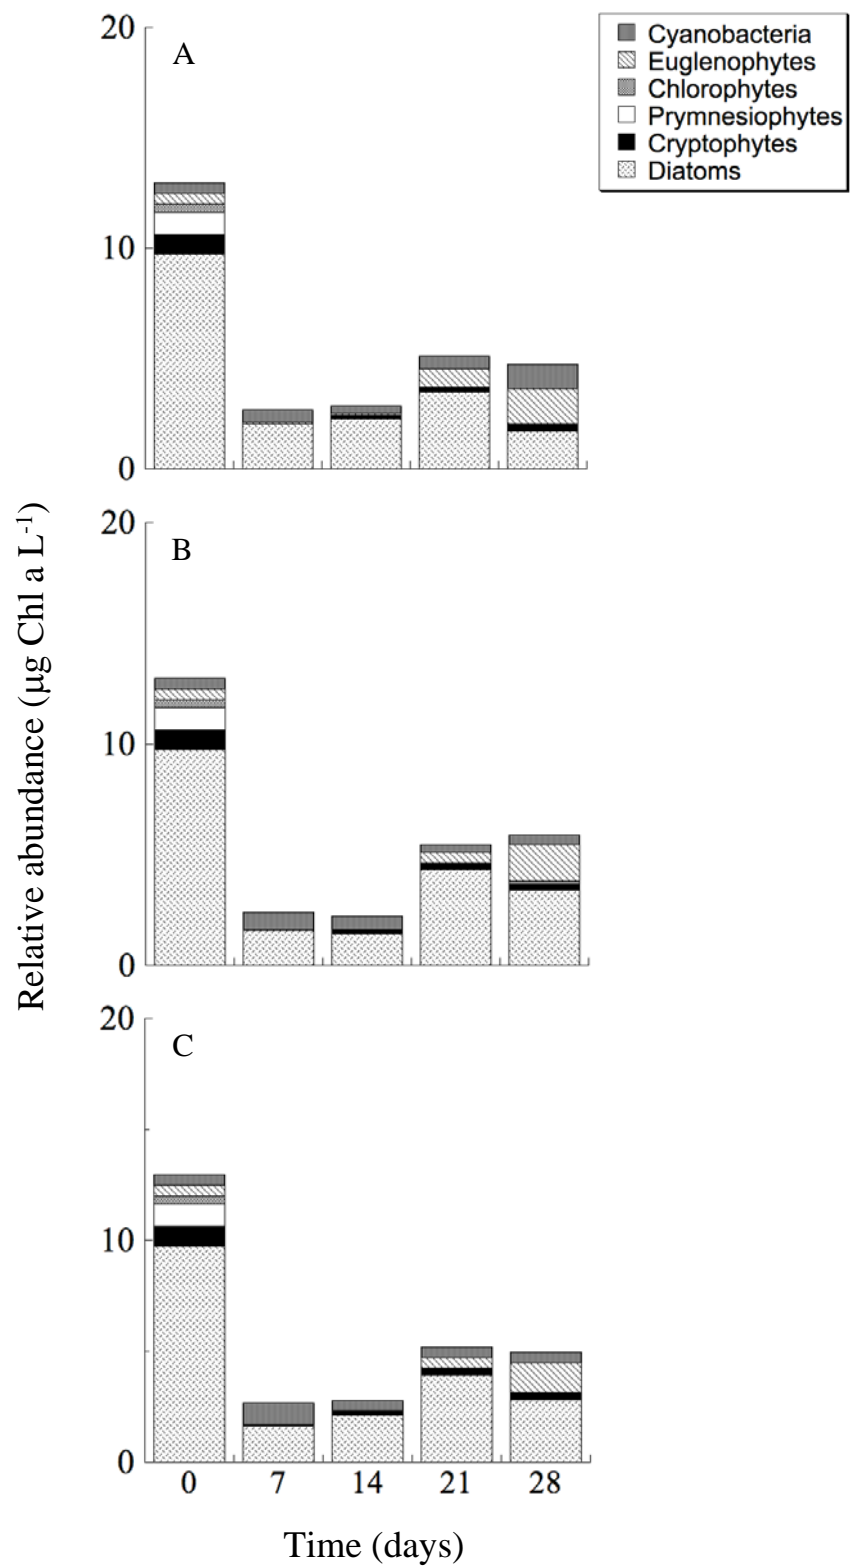 20
A
10
0
Cyanobacteria
Euglenophytes
Chlorophytes
Prymnesiophytes
Cryptophytes
Diatoms
Relative abundance (µg Chl a L⁻¹)
20
B
10
0
20
C
10
0
0 7 14 21 28
Time (days)